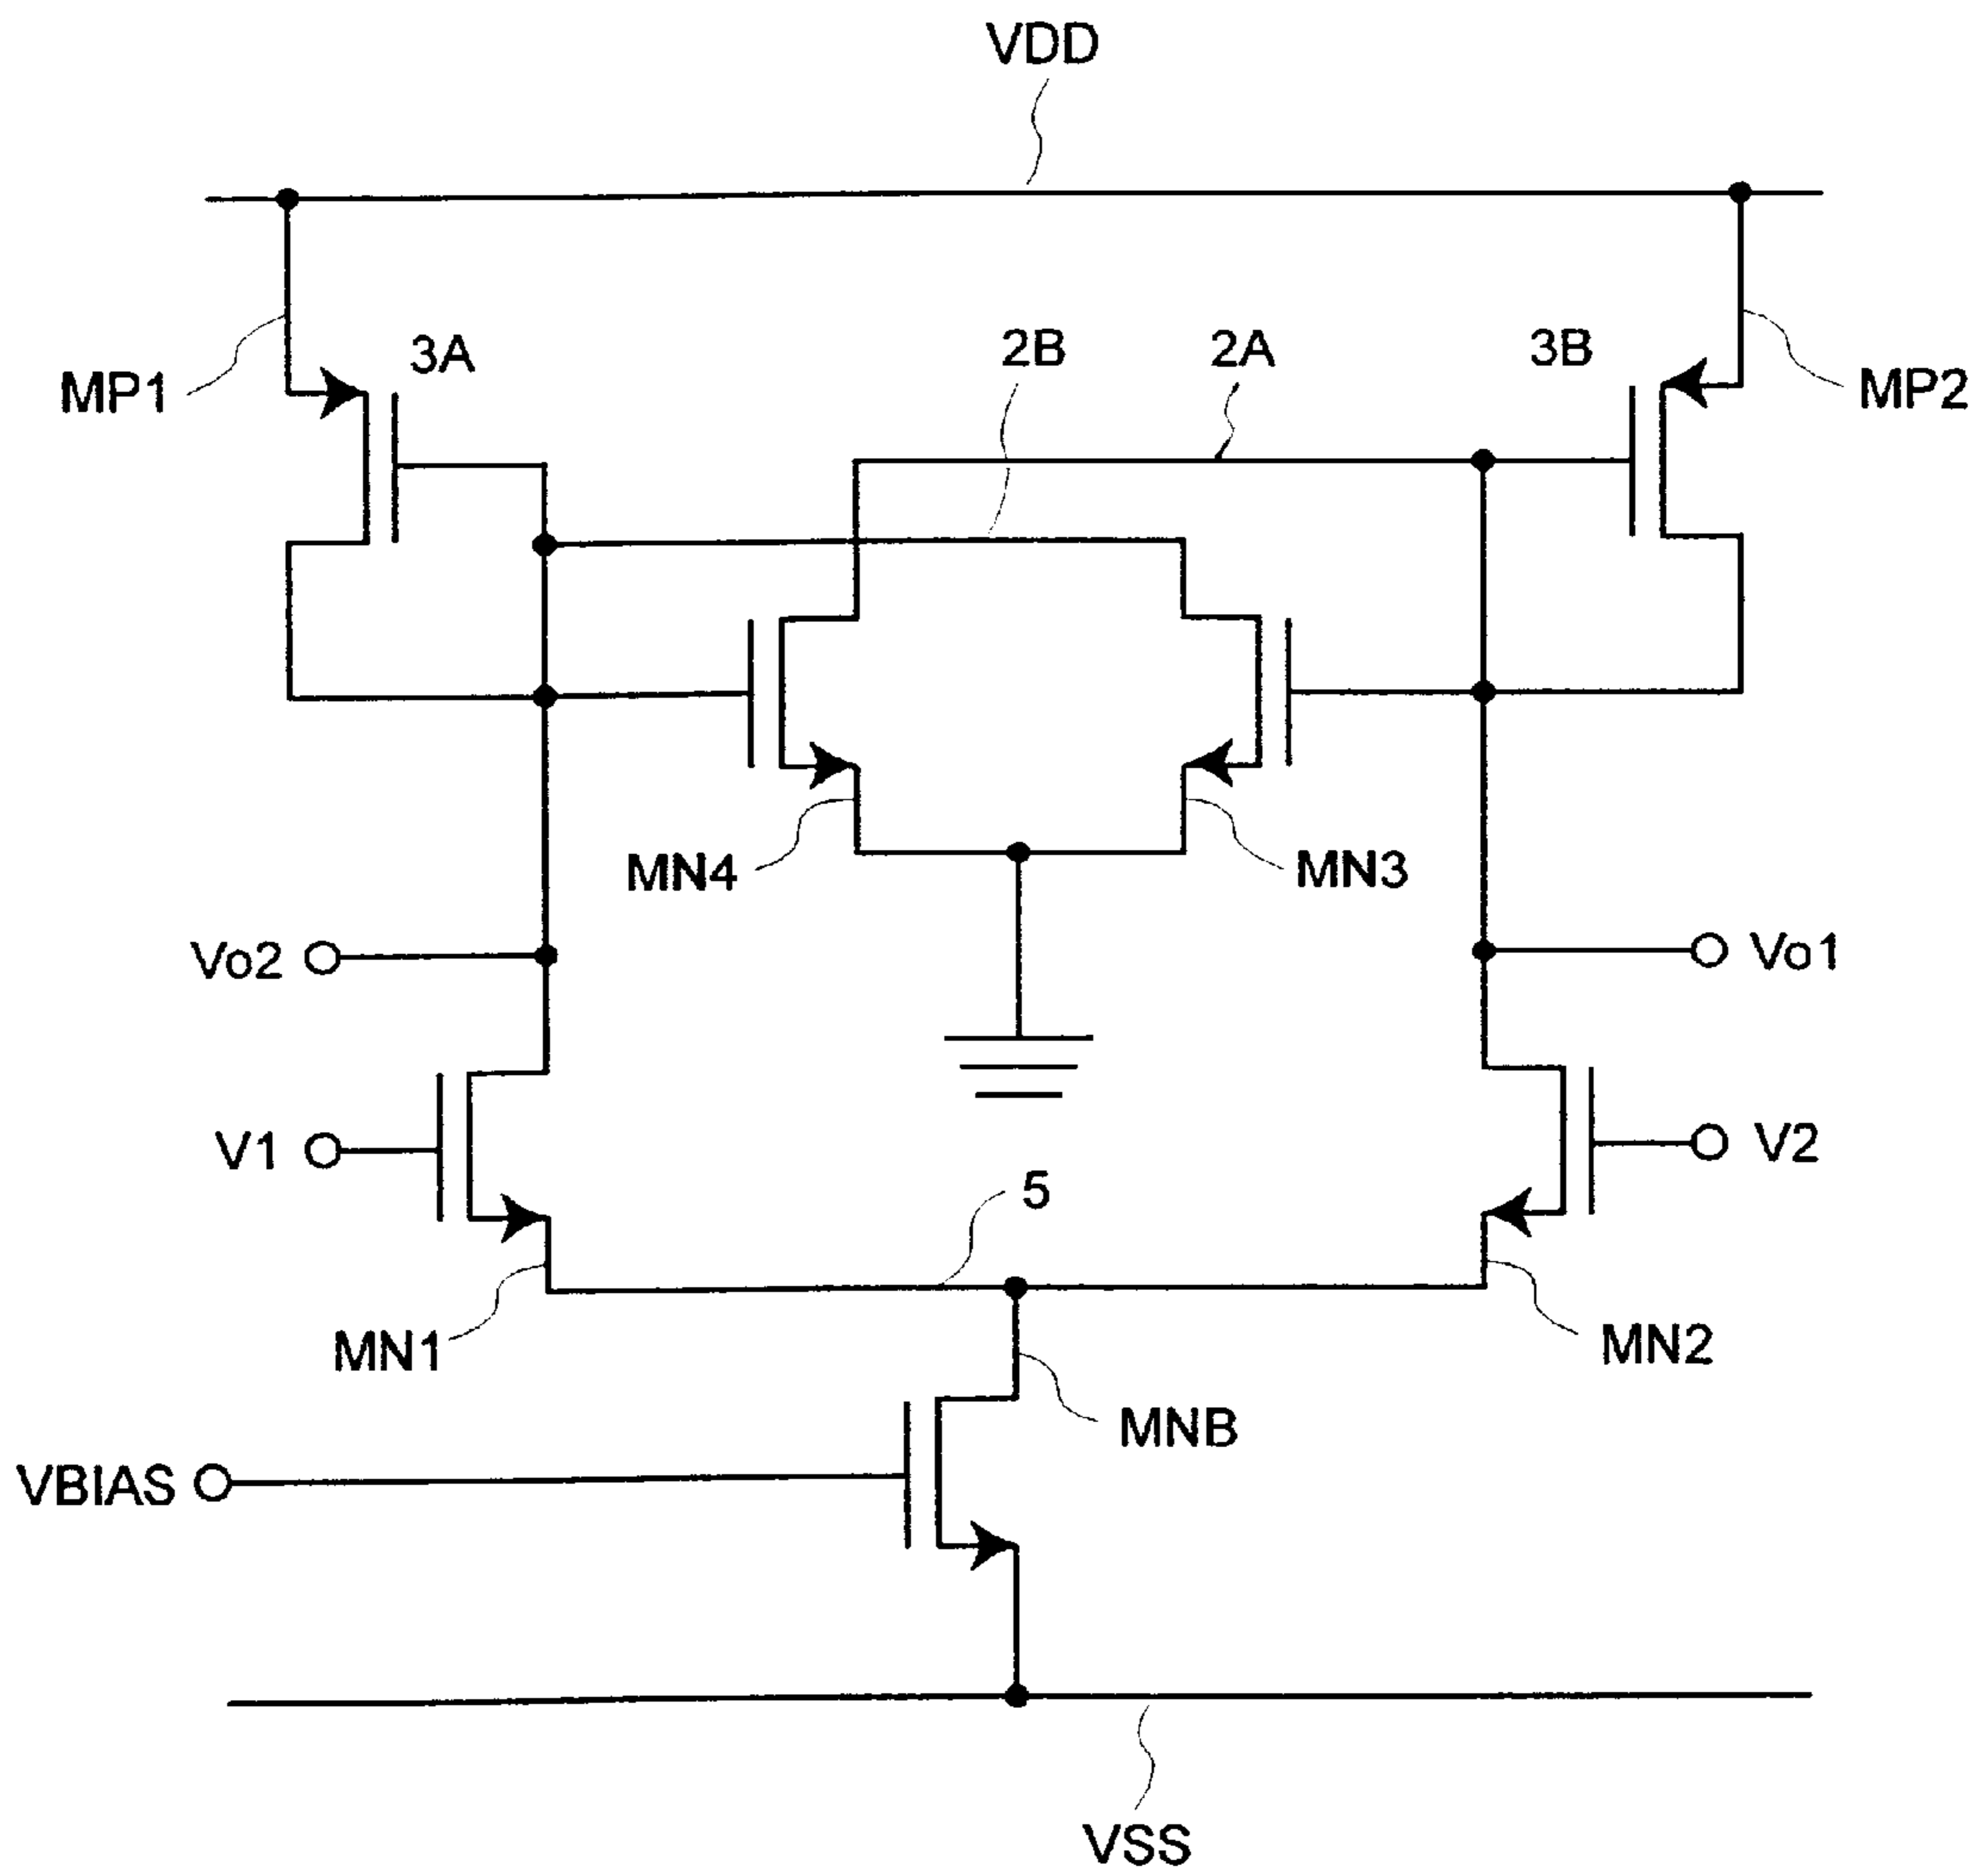 VDD
3A
2B
2A
3B
MP1
MP2
MN4
MN3
Vo2
Vo1
V1
V2
5
MN1
MN2
MNB
VBIAS
VSS